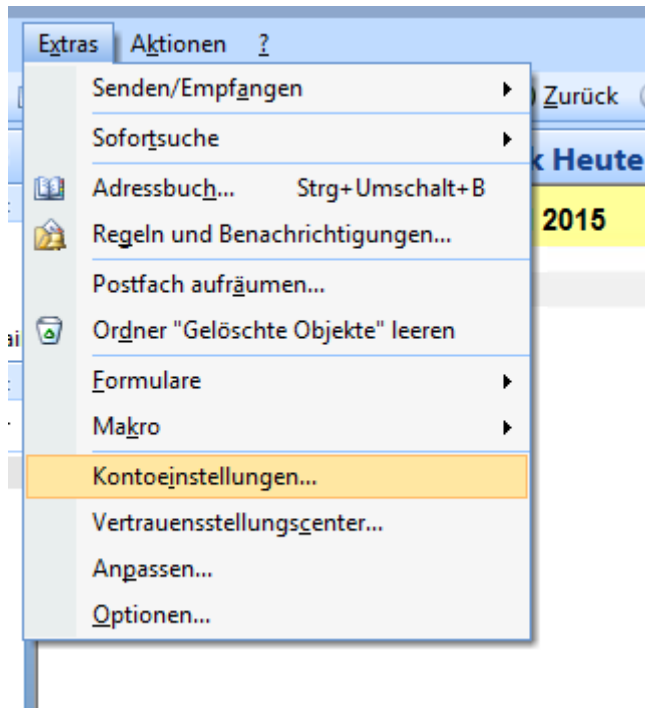 Extras Aktionen ?
Senden/Empfangen
Zurück
Sofortsuche
k Heute
Adressbuch... Strg+Umschalt+B
2015
Regeln und Benachrichtigungen...
Postfach aufräumen...
Ordner "Gelöschte Objekte" leeren
Formulare
Makro
Kontoeinstellungen...
Vertrauensstellungscenter...
Anpassen...
Optionen...